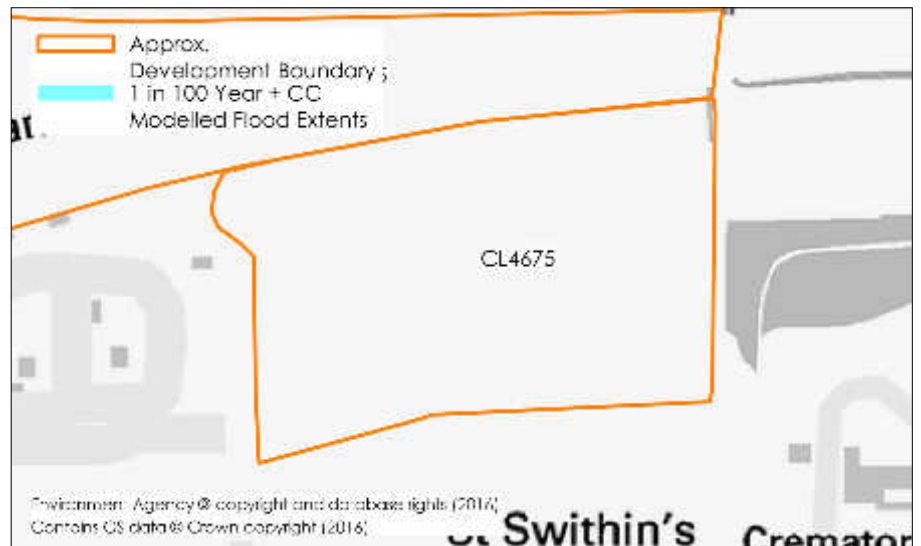 Approx.
Development Boundary ;
1 in 100 Year + CC
Modelled Flood Extents
CL4675
Environment Agency © copyright and database rights (2016)
Contains OS data © Crown copyright (2016)
St Swithin's
Cremator